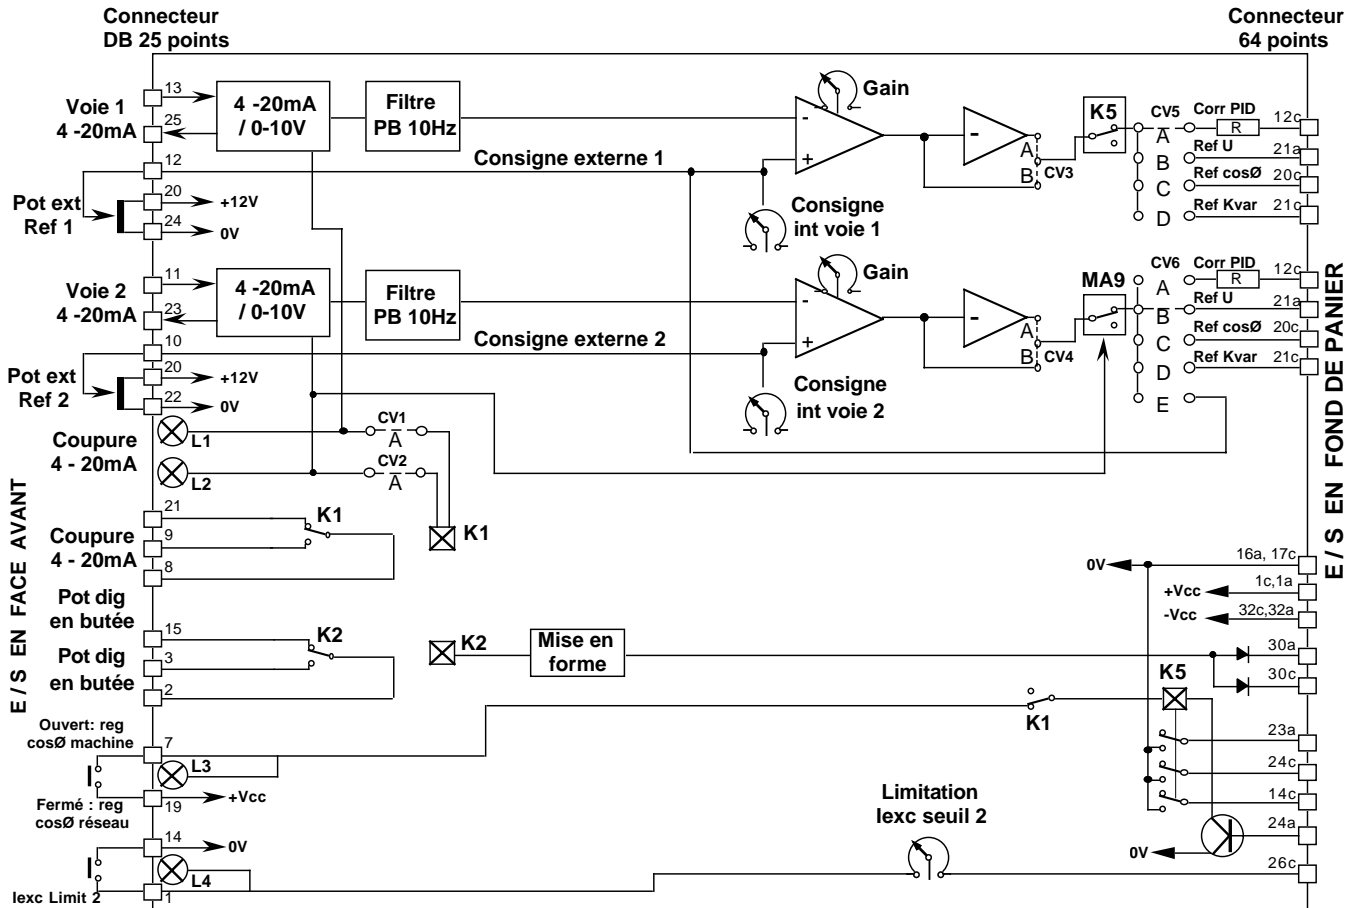 Connecteur
DB 25 points
Connecteur
64 points
Voie 1
4 -20mA
13
25
4 -20mA
/ 0-10V
Filtre
PB 10Hz
Gain
-
+
-
A
B
CV3
K5
CV5
A
B
C
D
Corr PID
R
12c
Ref U
21a
Ref cosØ
20c
Ref Kvar
21c
12
Consigne externe 1
Pot ext
Ref 1
20
+12V
24
0V
Consigne
int voie 1
Voie 2
4 -20mA
11
23
4 -20mA
/ 0-10V
Filtre
PB 10Hz
Gain
-
+
-
A
B
CV4
MA9
CV6
A
B
C
D
E
Corr PID
R
12c
Ref U
21a
Ref cosØ
20c
Ref Kvar
21c
10
Consigne externe 2
Pot ext
Ref 2
20
+12V
22
0V
Consigne
int voie 2
Coupure
4 - 20mA
L1
L2
CV1
A
CV2
A
K1
Coupure
4 - 20mA
21
9
8
K1
Pot dig
en butée
Pot dig
en butée
15
3
2
K2
K2
Mise en
forme
0V
16a, 17c
+Vcc
1c,1a
-Vcc
32c,32a
30a
30c
K5
K1
23a
24c
14c
24a
0V
26c
Ouvert: reg
cosØ machine
7
L3
19
+Vcc
Fermé : reg
cosØ réseau
14
0V
L4
1
Iexc Limit 2
Limitation
Iexc seuil 2
E / S EN FACE AVANT
E / S EN FOND DE PANIER